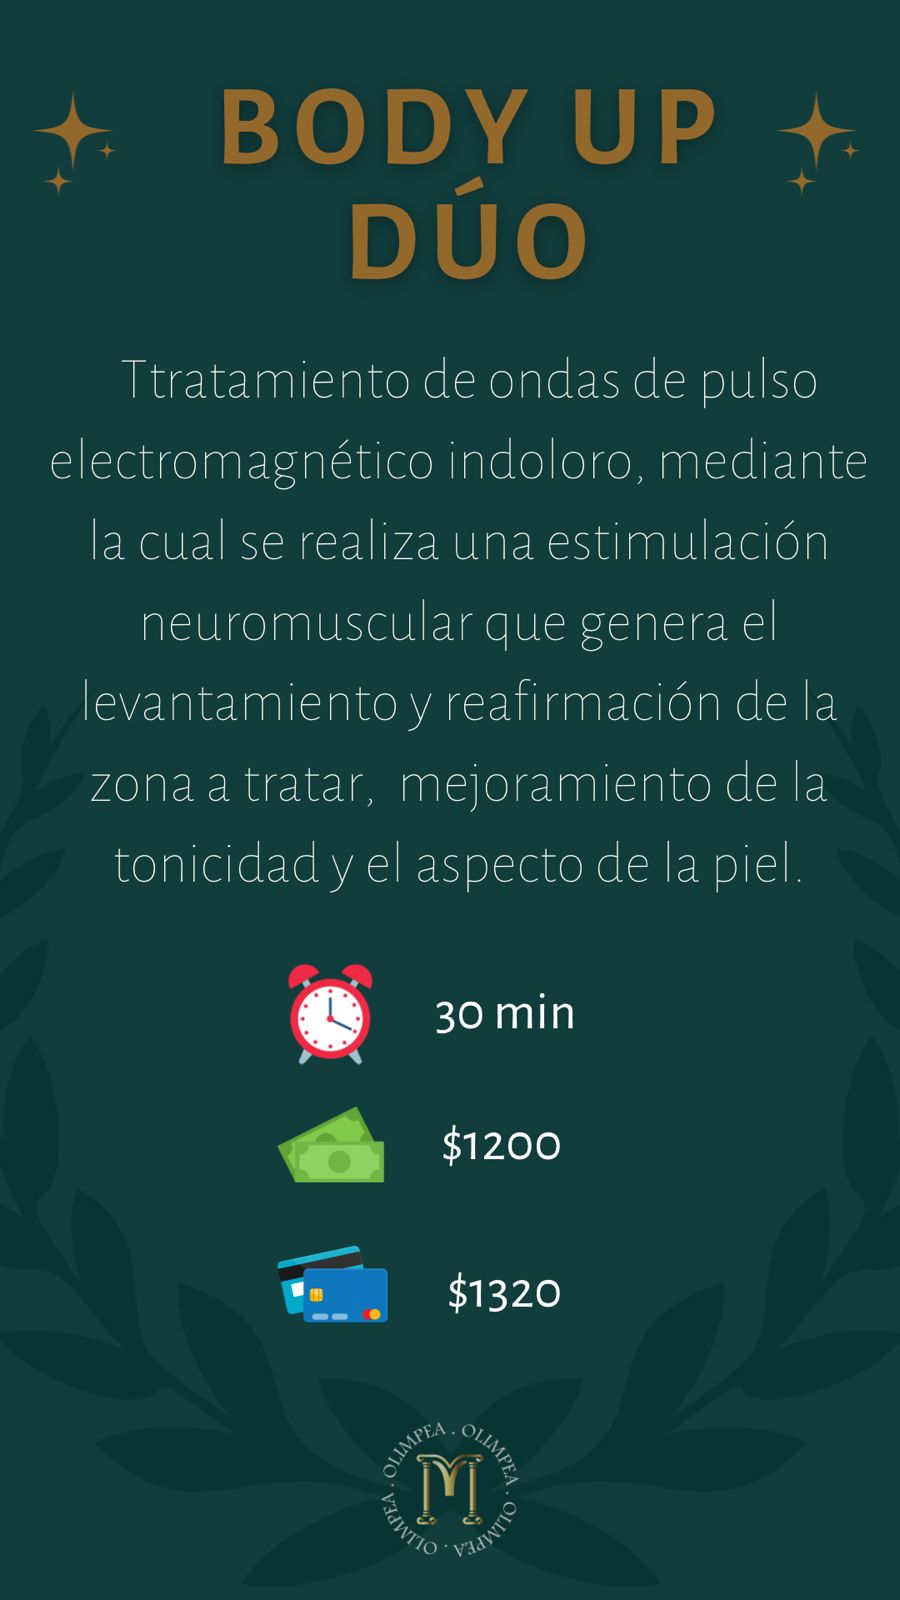 BODY UP
DÚO
Ttratamiento de ondas de pulso
electromagnético indoloro, mediante
la cual se realiza una estimulación
neuromuscular que genera el
levantamiento y reafirmación de la
zona a tratar,  mejoramiento de la
tonicidad y el aspecto de la piel.
30 min
$1200
$1320
OLIMPEA . OLIMPEA . OLIMPEA . OLIMPEA .
M